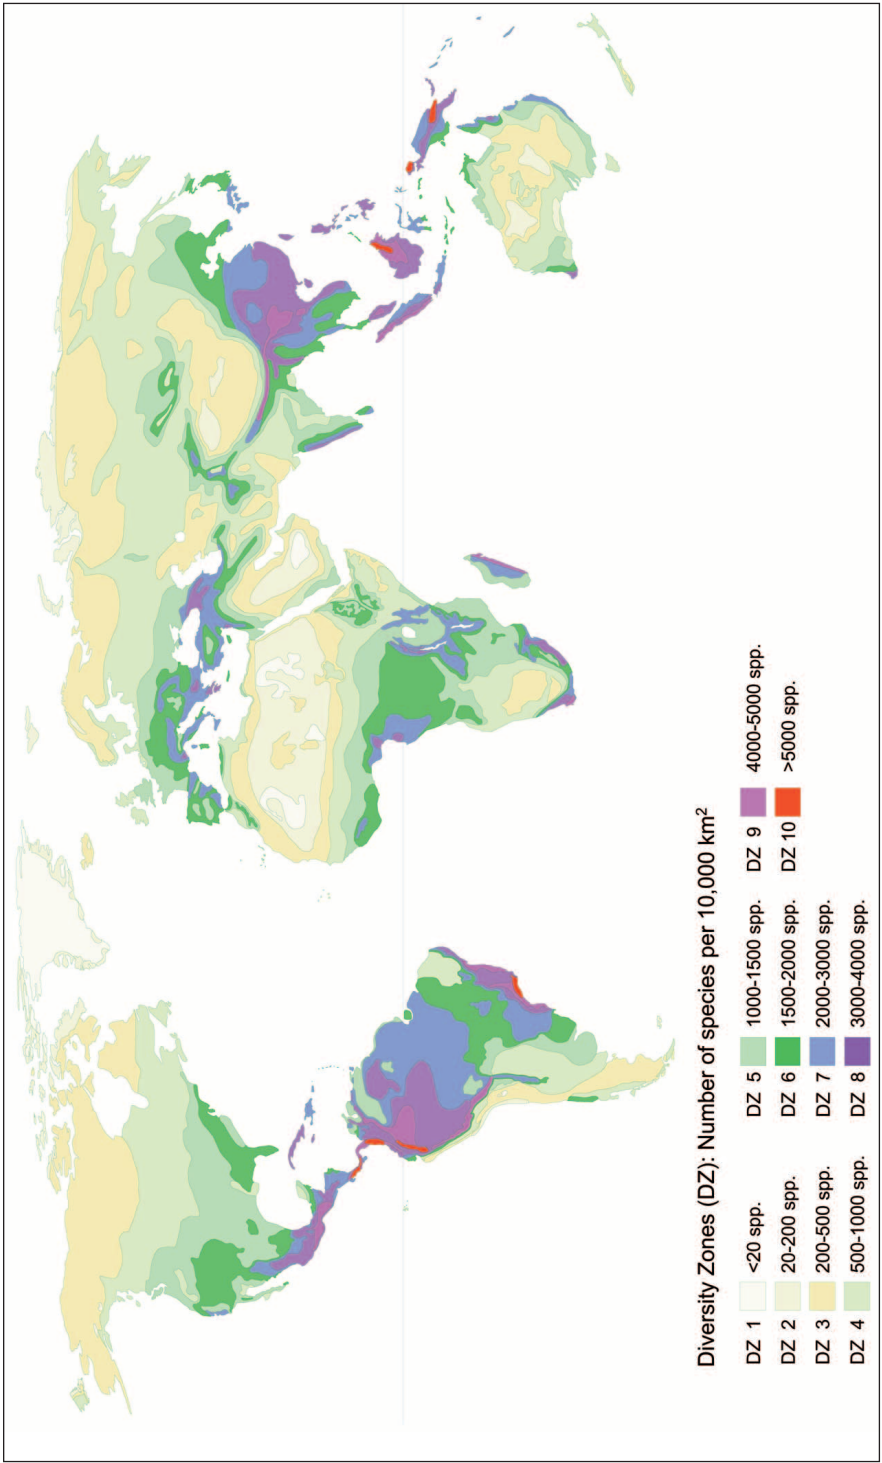 Diversity Zones (DZ): Number of species per 10,000 km²
DZ 1 <20 spp.
DZ 2 20-200 spp.
DZ 3 200-500 spp.
DZ 4 500-1000 spp.
DZ 5 1000-1500 spp.
DZ 6 1500-2000 spp.
DZ 7 2000-3000 spp.
DZ 8 3000-4000 spp.
DZ 9 4000-5000 spp.
DZ 10 >5000 spp.